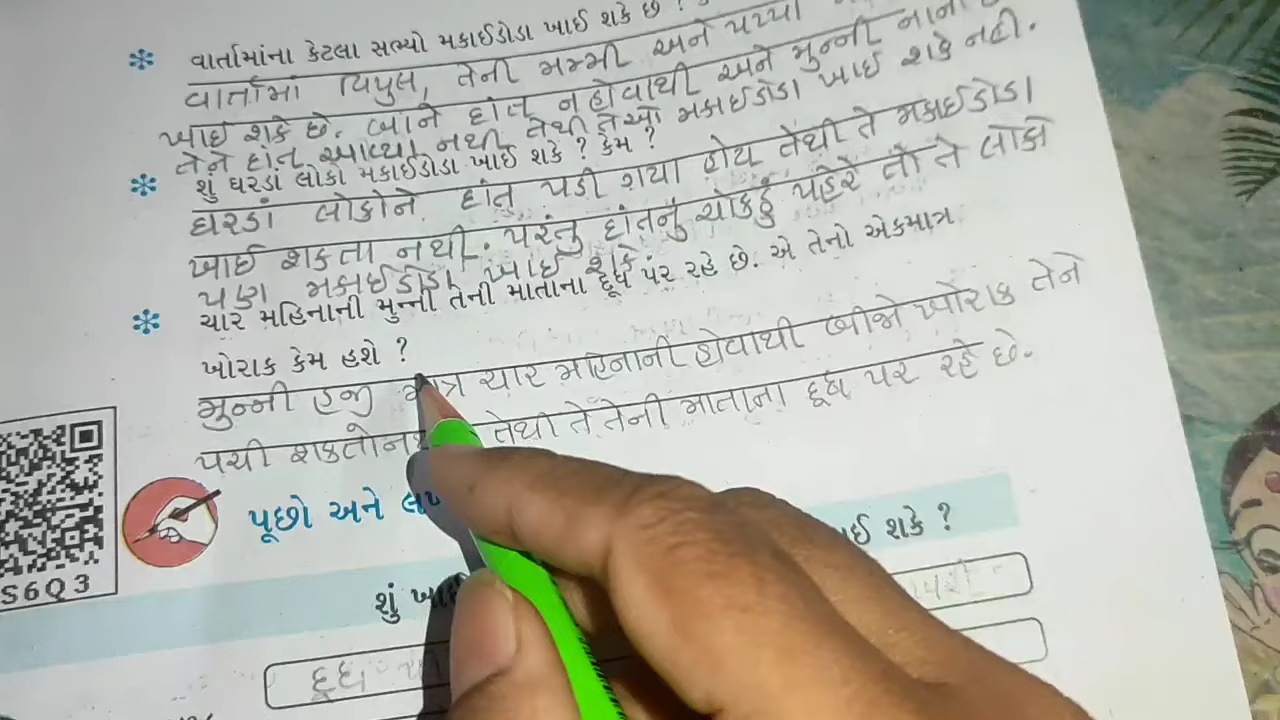 વાર્તામાંના કેટલા સભ્યો મકાઈડોડા ખાઈ શકે છે ?
વાર્તામાં વિપુલ, તેની મમ્મી અને પપ્પા
ખાઈ શકે છે. બાને દાંત ન હોવાથી અને મુન્ની નાની
તેને દાંત આવ્યા નથી તેથી તેઓ મકાઈડોડા ખાઈ શકે નહી.
શું ઘરડાં લોકો મકાઈડોડા ખાઈ શકે ? કેમ ?
ઘરડાં લોકોને દાંત પડી ગયા હોય તેથી તે મકાઈડોડા
ખાઈ શકતા નથી. પરંતુ દાંતનું ચોકઠું પહેરે તો તે લોકો
પણ મકાઈડોડા ખાઈ શકે.
ચાર મહિનાની મુન્ની તેની માતાના દૂધ પર રહે છે. એ તેનો એકમાત્ર
ખોરાક કેમ હશે ?
મુન્ની હજી માત્ર ચાર મહિનાની હોવાથી બીજો ખોરાક તેને
પચી શકતો તેથી તે તેની માતાના દૂધ પર રહે છે.
પૂછો અને
S6Q3
શું શકે ?
દૂધ